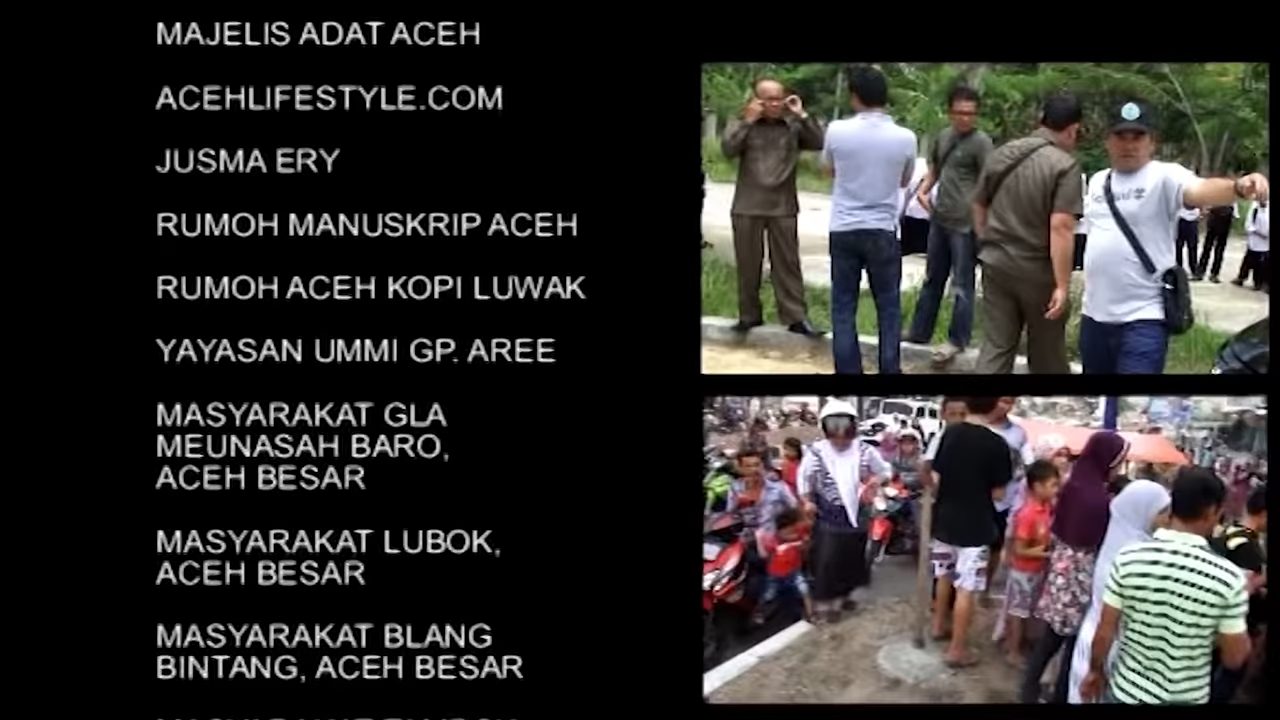 MAJELIS ADAT ACEH
ACEHLIFESTYLE.COM
JUSMA ERY
RUMOH MANUSKRIP ACEH
RUMOH ACEH KOPI LUWAK
YAYASAN UMMI GP. AREE
MASYARAKAT GLA
MEUNASAH BARO,
ACEH BESAR
MASYARAKAT LUBOK,
ACEH BESAR
MASYARAKAT BLANG
BINTANG, ACEH BESAR